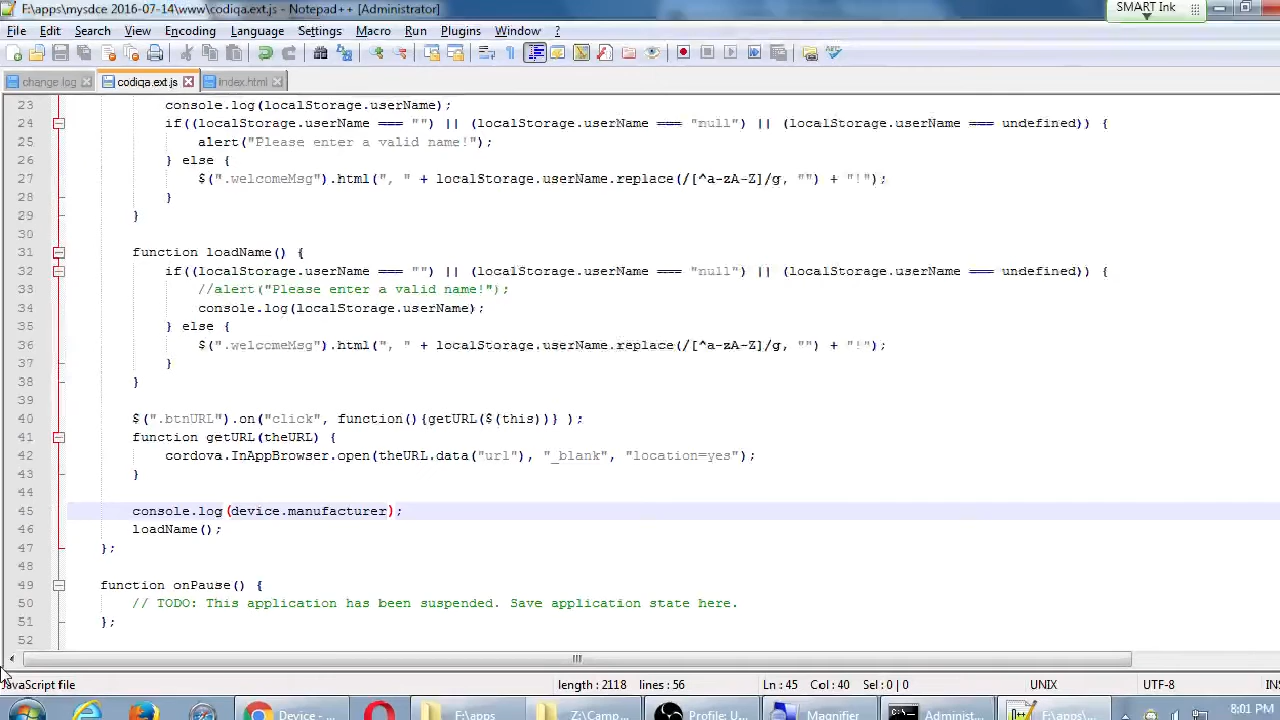 F:\apps\mysdce 2016-07-14\www\codiqa.ext.js - Notepad++ [Administrator]
SMART Ink
File Edit Search View Encoding Language Settings Macro Run Plugins Window ?
change.log codiqa.ext.js index.html
23 console.log(localStorage.userName);
24 if((localStorage.userName === "") || (localStorage.userName === "null") || (localStorage.userName === undefined)) {
25 alert("Please enter a valid name!");
26 } else {
27 $(".welcomeMsg").html(", " + localStorage.userName.replace(/[^a-zA-Z]/g, "") + "!");
28 }
29 }
30
31 function loadName() {
32 if((localStorage.userName === "") || (localStorage.userName === "null") || (localStorage.userName === undefined)) {
33 //alert("Please enter a valid name!");
34 console.log(localStorage.userName);
35 } else {
36 $(".welcomeMsg").html(", " + localStorage.userName.replace(/[^a-zA-Z]/g, "") + "!");
37 }
38 }
39
40 $(".btnURL").on("click", function(){getURL($(this))} );
41 function getURL(theURL) {
42 cordova.InAppBrowser.open(theURL.data("url"), "_blank", "location=yes");
43 }
44
45 console.log(device.manufacturer);
46 loadName();
47 };
48
49 function onPause() {
50 // TODO: This application has been suspended. Save application state here.
51 };
52
JavaScript file length : 2118 lines : 56 Ln : 45 Col : 40 Sel : 0 | 0 UNIX UTF-8 INS
Device - ... F:\apps Z:\Camp... Profile: U... Magnifier Administ... F:\apps\... 8:01 PM